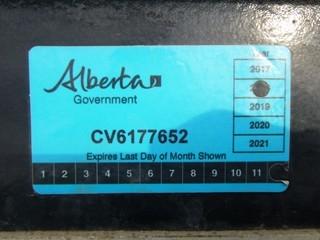 Alberta
Government
Year
2017
2019
2020
2021
CV6177652
Expires Last Day of Month Shown
1 2 3 4 5 6 7 8 9 10 11